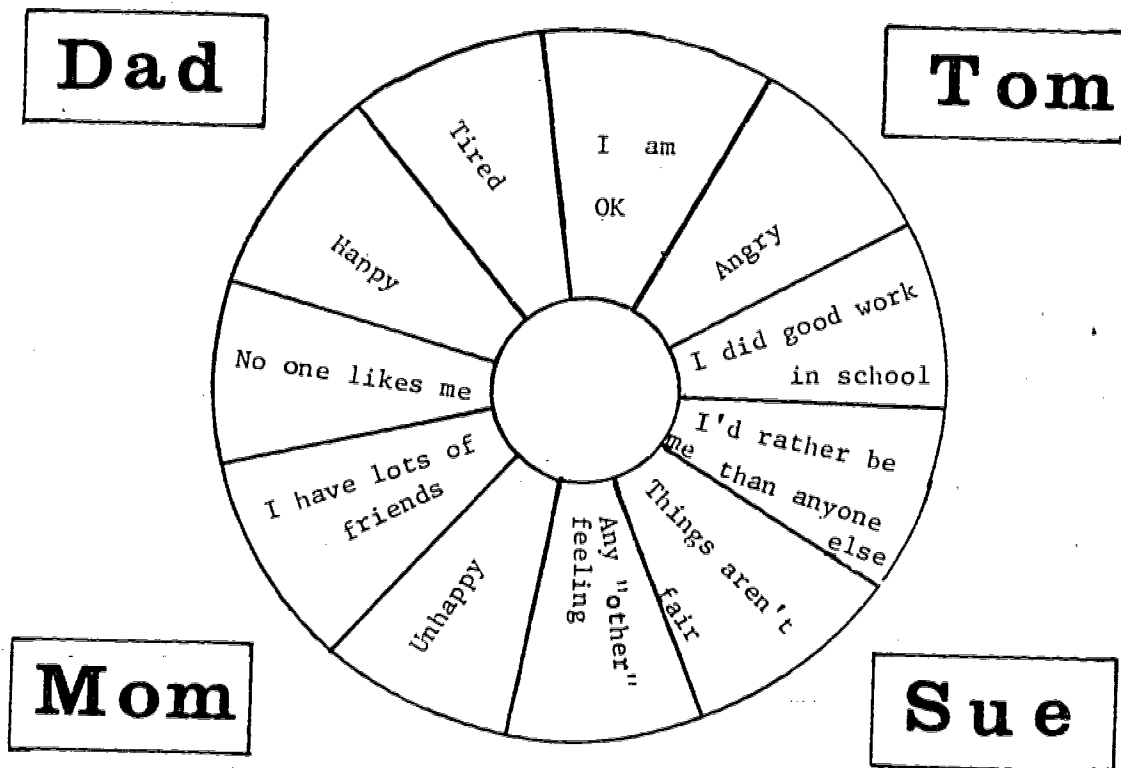 Dad
Tom
I am
OK
Angry
I did good work
in school
I'd rather be
me than anyone
else
Things aren't
fair
Any "other"
feeling
Unhappy
I have lots of
friends
No one likes me
Happy
Tired
Mom
Sue